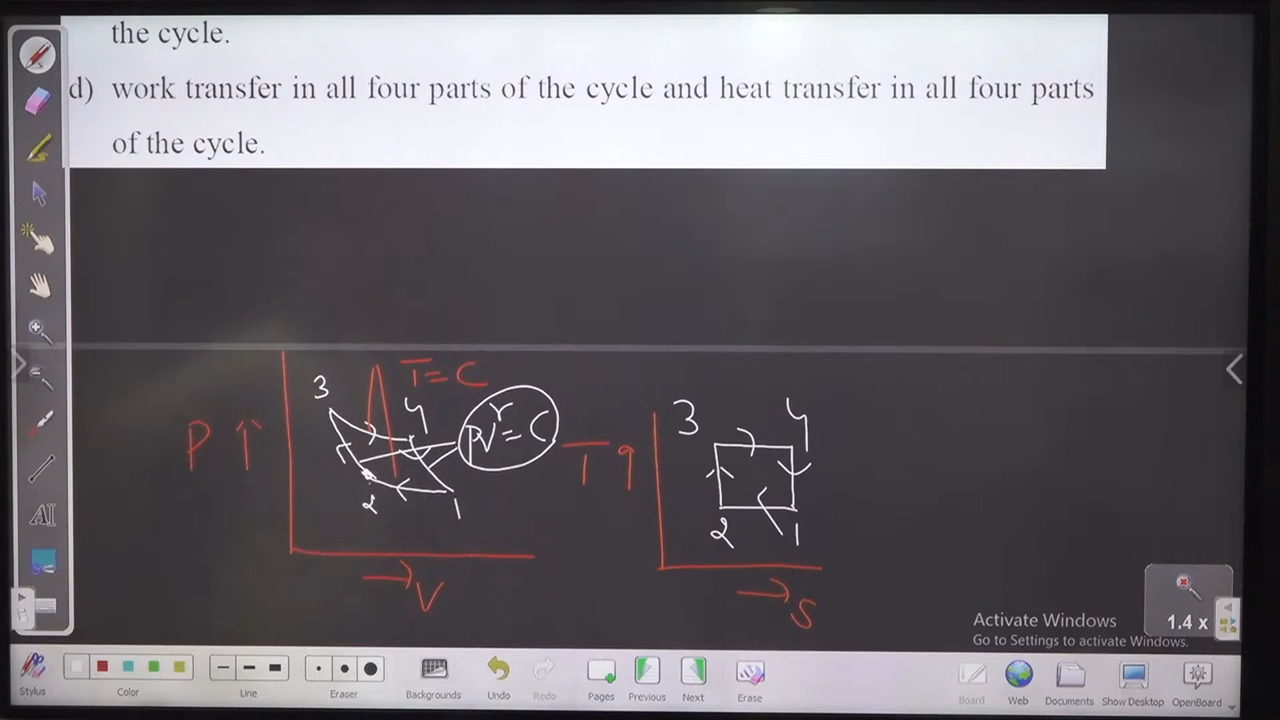 the cycle.
d) work transfer in all four parts of the cycle and heat transfer in all four parts
of the cycle.
T = C
3
4
PVʳ = C
P ↑
2
1
→ V
3
4
T ↑
2
1
→ S
1.4 x
Activate Windows
Go to Settings to activate Windows.
Stylus
Color
Line
Eraser
Backgrounds
Undo
Redo
Pages
Previous
Next
Erase
Board
Web
Documents
Show Desktop
OpenBoard